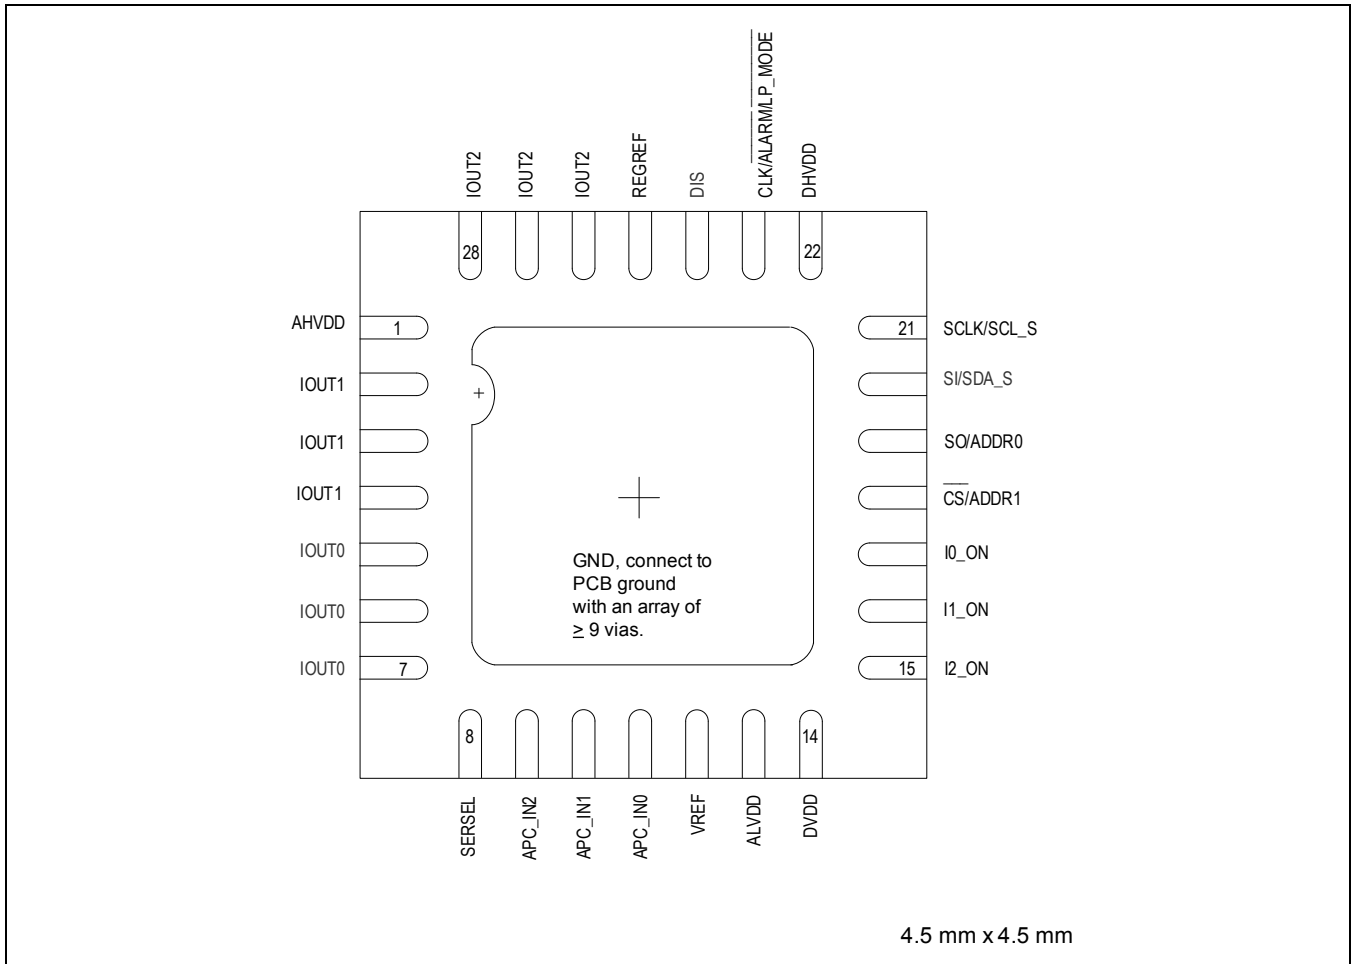 IOUT2
IOUT2
IOUT2
REGREF
DIS
CLK/ALARM/LP_MODE
DHVDD
28
22
AHVDD
1
21
SCLK/SCL_S
IOUT1
SI/SDA_S
IOUT1
SO/ADDR0
IOUT1
CS/ADDR1
IOUT0
I0_ON
GND, connect to
PCB ground
with an array of
≥ 9 vias.
IOUT0
I1_ON
IOUT0
7
15
I2_ON
8
14
SERSEL
APC_IN2
APC_IN1
APC_IN0
VREF
ALVDD
DVDD
4.5 mm x 4.5 mm